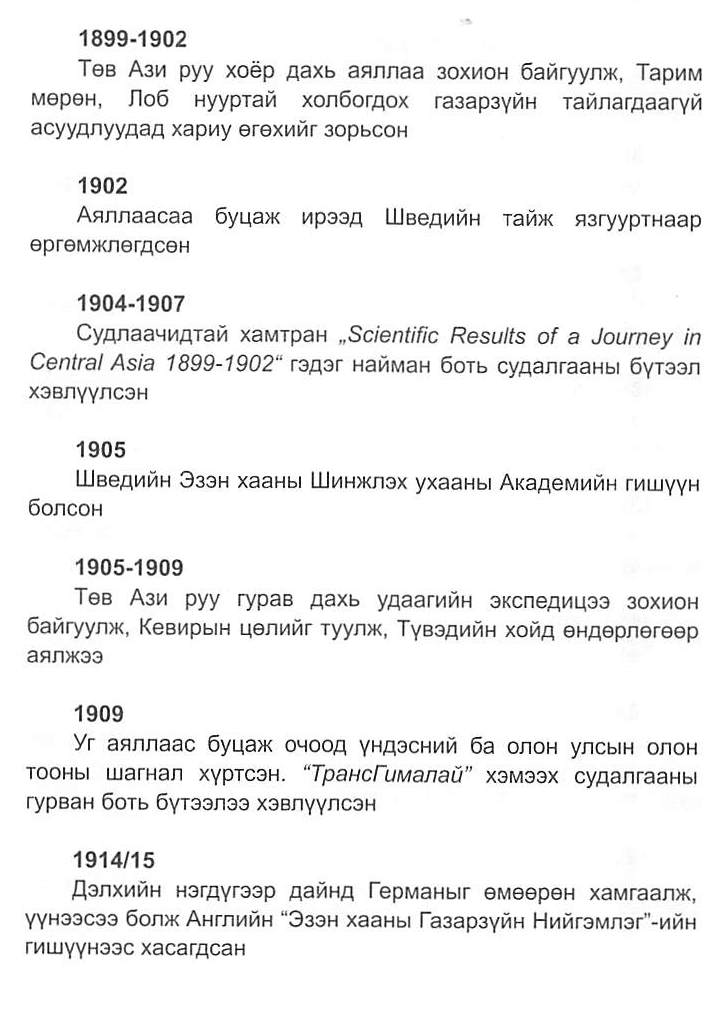 1899-1902
Төв Ази руу хоёр дахь аяллаа зохион байгуулж, Тарим
мөрөн, Лоб нууртай холбогдох газарзүйн тайлагдаагүй
асуудлуудад хариу өгөхийг зорьсон
1902
Аяллаасаа буцаж ирээд Шведийн тайж язгууртнаар
өргөмжлөгдсөн
1904-1907
Судлаачидтай хамтран „Scientific Results of a Journey in
Central Asia 1899-1902“ гэдэг найман боть судалгааны бүтээл
хэвлүүлсэн
1905
Шведийн Эзэн хааны Шинжлэх ухааны Академийн гишүүн
болсон
1905-1909
Төв Ази руу гурав дахь удаагийн экспедицээ зохион
байгуулж, Кевирын цөлийг туулж, Түвэдийн хойд өндөрлөгөөр
аялжээ
1909
Уг аяллаас буцаж очоод үндэсний ба олон улсын олон
тооны шагнал хүртсэн. “ТрансГималай” хэмээх судалгааны
гурван боть бүтээлээ хэвлүүлсэн
1914/15
Дэлхийн нэгдүгээр дайнд Германыг өмөөрөн хамгаалж,
үүнээсээ болж Английн “Эзэн хааны Газарзүйн Нийгэмлэг”-ийн
гишүүнээс хасагдсан